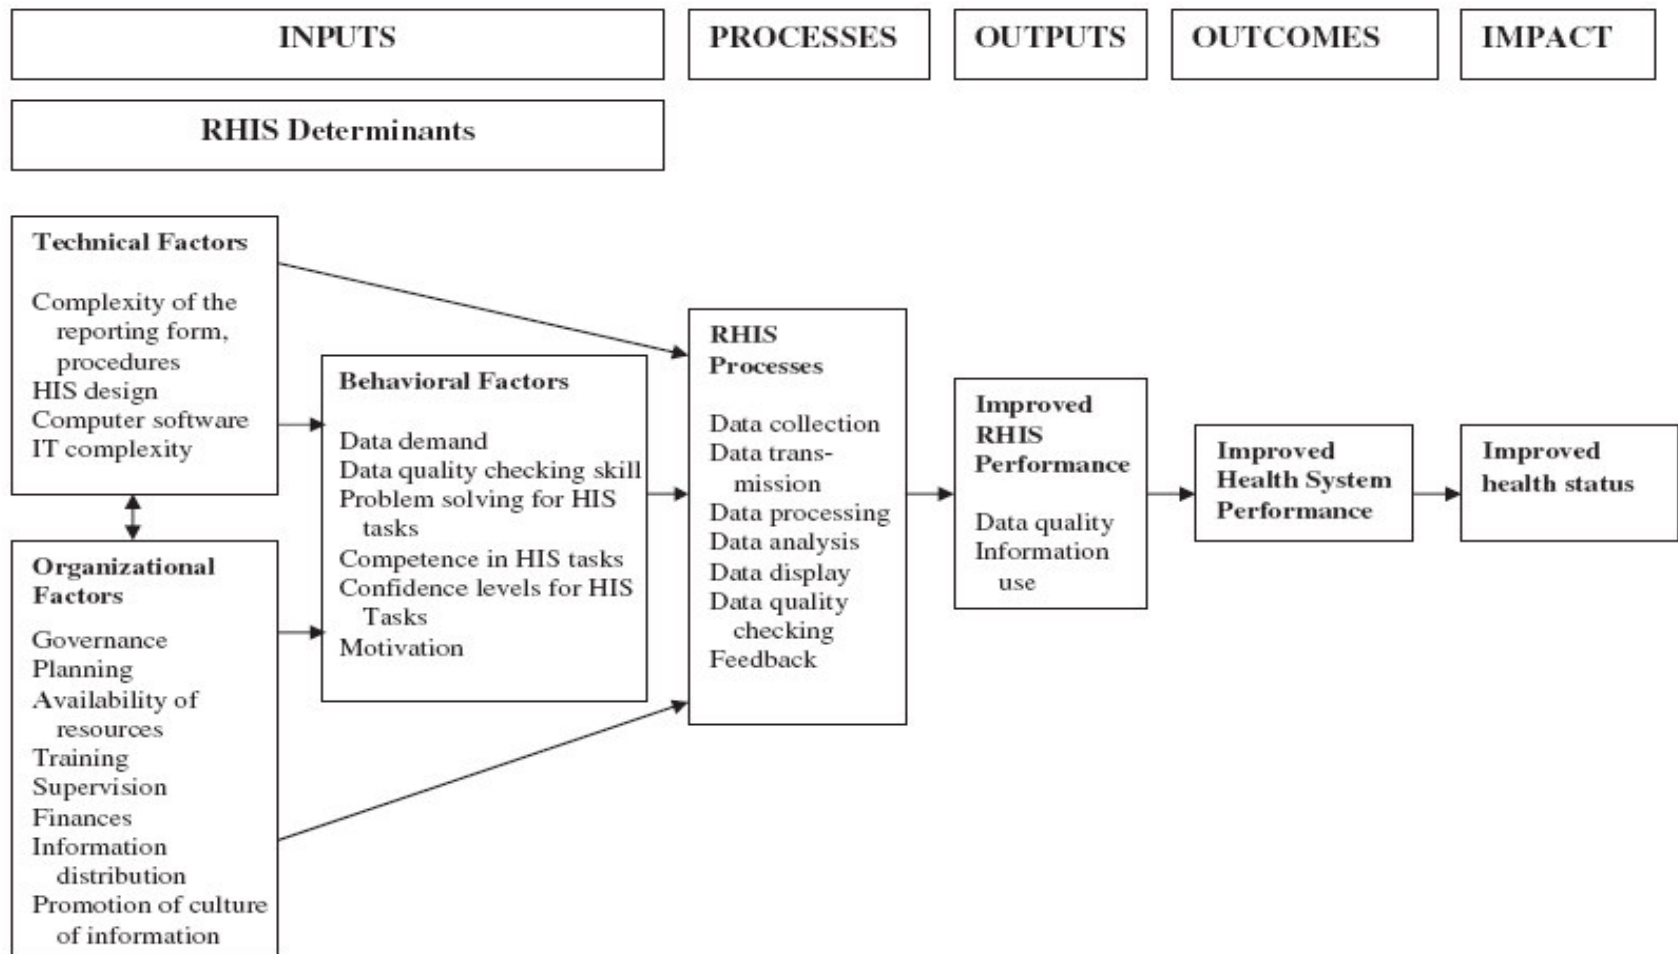 INPUTS
PROCESSES
OUTPUTS
OUTCOMES
IMPACT
RHIS Determinants
Technical Factors
Complexity of the
reporting form,
procedures
HIS design
Computer software
IT complexity
Organizational
Factors
Governance
Planning
Availability of
resources
Training
Supervision
Finances
Information
distribution
Promotion of culture
of information
Behavioral Factors
Data demand
Data quality checking skill
Problem solving for HIS
tasks
Competence in HIS tasks
Confidence levels for HIS
Tasks
Motivation
RHIS
Processes
Data collection
Data trans-
mission
Data processing
Data analysis
Data display
Data quality
checking
Feedback
Improved
RHIS
Performance
Data quality
Information
use
Improved
Health System
Performance
Improved
health status